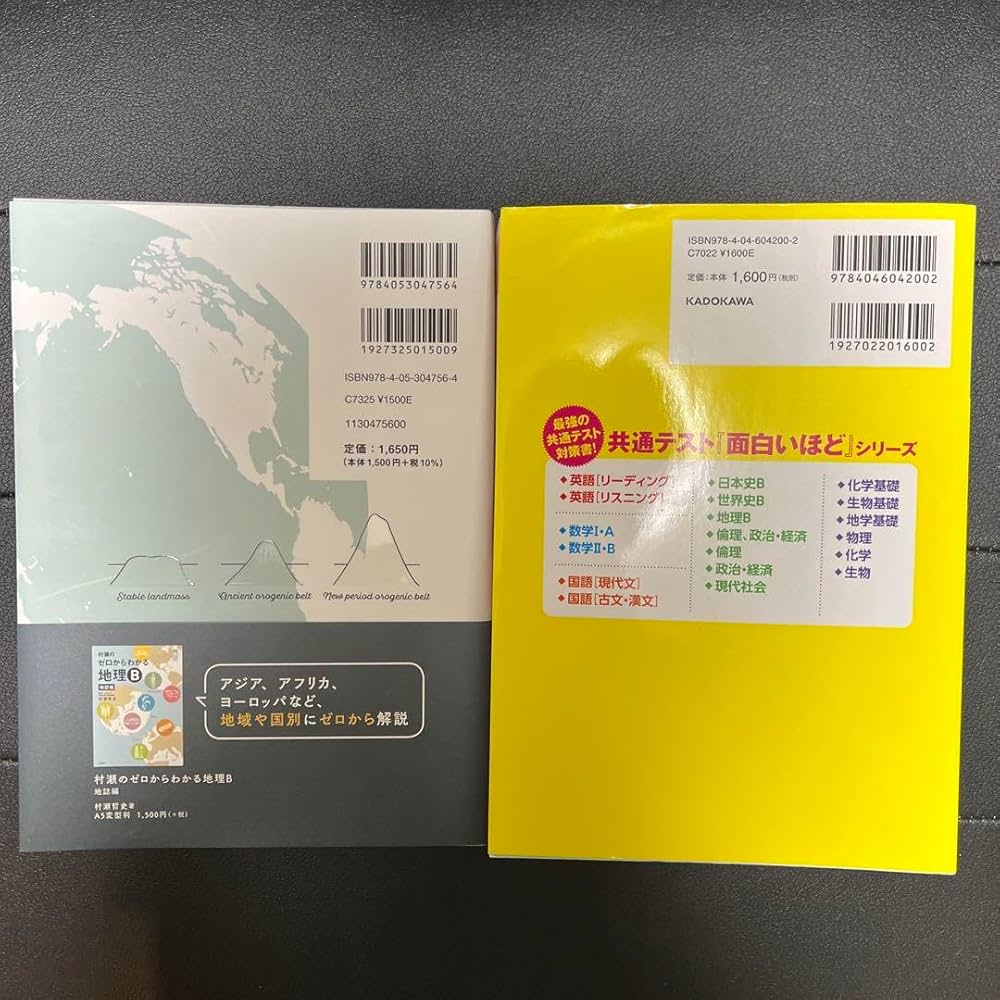 9784053047564
1927325015009
ISBN978-4-05-304756-4
C7325 ¥1500E
1130475600
定価:1,650円
(本体1,500円+税10%)
Stable landmass
Ancient orogenic belt
New period orogenic belt
村瀬の
ゼロからわかる
地理B
地誌編
アジア、アフリカ、
ヨーロッパなど、
地域や国別にゼロから解説
村瀬のゼロからわかる地理B
地誌編
村瀬哲史著
A5変型判 1,500円(+税)
ISBN978-4-04-604200-2
C7022 ¥1600E
定価:本体1,600円(税別)
KADOKAWA
9784046042002
1927022016002
最強の
共通テスト
対策書!
共通テスト『面白いほど』シリーズ
◆英語[リーディング]
◆英語[リスニング]
◆数学I・A
◆数学II・B
◆国語[現代文]
◆国語[古文・漢文]
◆日本史B
◆世界史B
◆地理B
◆倫理、政治・経済
◆倫理
◆政治・経済
◆現代社会
◆化学基礎
◆生物基礎
◆地学基礎
◆物理
◆化学
◆生物